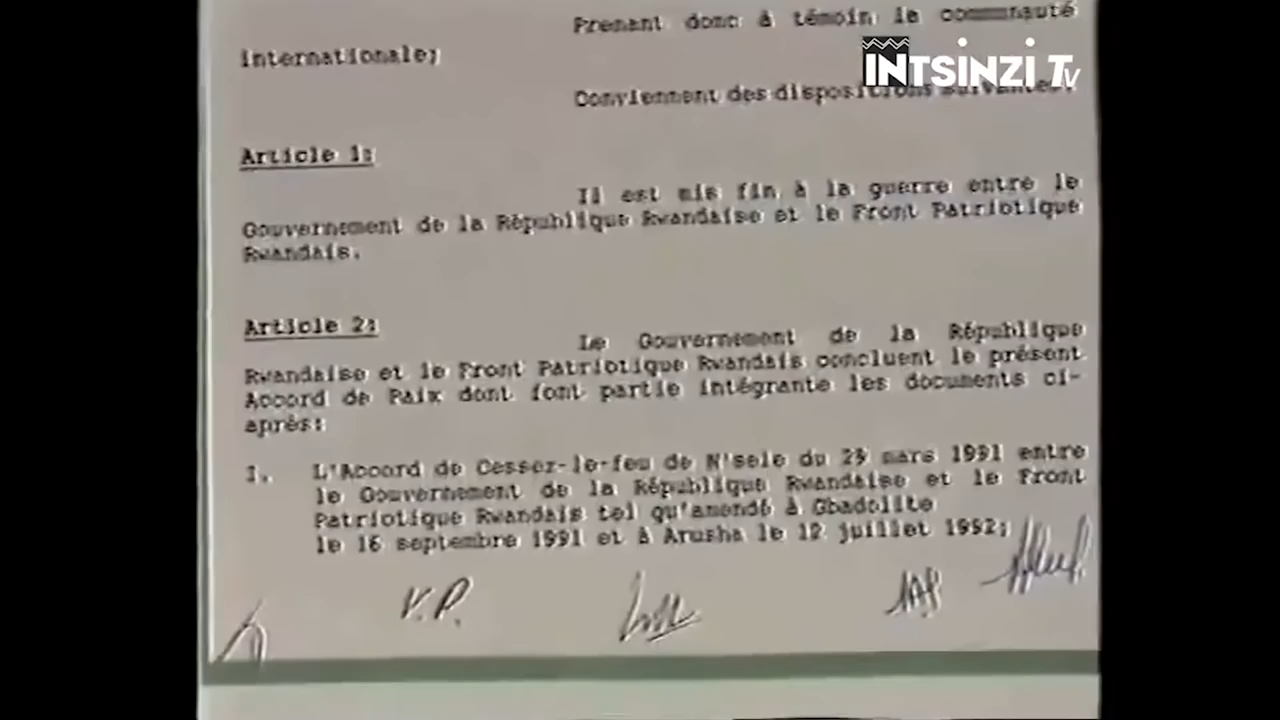 Prenant donc à témoin la communauté
internationale;
INTSINZI TV
Conviennent des dispositions suivantes:
Article 1:
Il est mis fin à la guerre entre le
Gouvernement de la République Rwandaise et le Front Patriotique
Rwandais.
Article 2:
Le Gouvernement de la République
Rwandaise et le Front Patriotique Rwandais concluent le présent
Accord de Paix dont font partie intégrante les documents ci-
après:
1. L'Accord de Cessez-le-feu de N'sele du 29 mars 1991 entre
le Gouvernement de la République Rwandaise et le Front
Patriotique Rwandais tel qu'amendé à Gbadolite
le 16 septembre 1991 et à Arusha le 12 juillet 1992;
V.P.